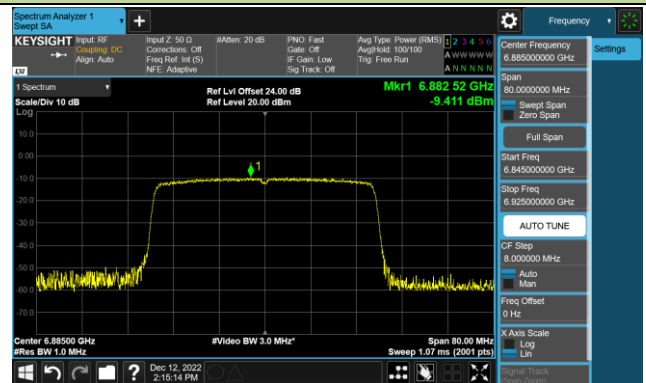 Spectrum Analyzer 1
Swept SA
Frequency
KEYSIGHT
Input: RF
Coupling: DC
Align: Auto
Input Z: 50 Ω
Corrections: Off
Freq Ref: Int (S)
NFE: Adaptive
#Atten: 20 dB
PNO: Fast
Gate: Off
IF Gain: Low
Sig Track: Off
Avg Type: Power (RMS)
Avg|Hold: 100/100
Trig: Free Run
1 2 3 4 5 6
A W W W W W
A N N N N N
LXI
1 Spectrum
Scale/Div 10 dB
Log
Ref Lvl Offset 24.00 dB
Ref Level 20.00 dBm
Mkr1 6.882 52 GHz
-9.411 dBm
10.0
0.00
-10.0
-20.0
-30.0
-40.0
-50.0
-60.0
-70.0
1
Center 6.88500 GHz
#Res BW 1.0 MHz
#Video BW 3.0 MHz*
Span 80.00 MHz
Sweep 1.07 ms (2001 pts)
Dec 12, 2022
2:15:14 PM
Center Frequency
6.885000000 GHz
Settings
Span
80.0000000 MHz
Swept Span
Zero Span
Full Span
Start Freq
6.845000000 GHz
Stop Freq
6.925000000 GHz
AUTO TUNE
CF Step
8.000000 MHz
Auto
Man
Freq Offset
0 Hz
X Axis Scale
Log
Lin
Signal Track
(Span Zoom)